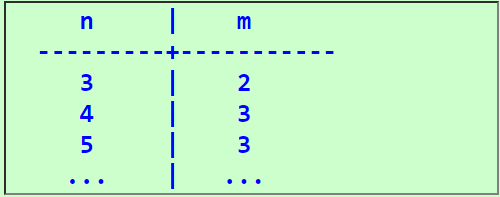 n | m
---------+-----------
3 | 2
4 | 3
5 | 3
... | ...